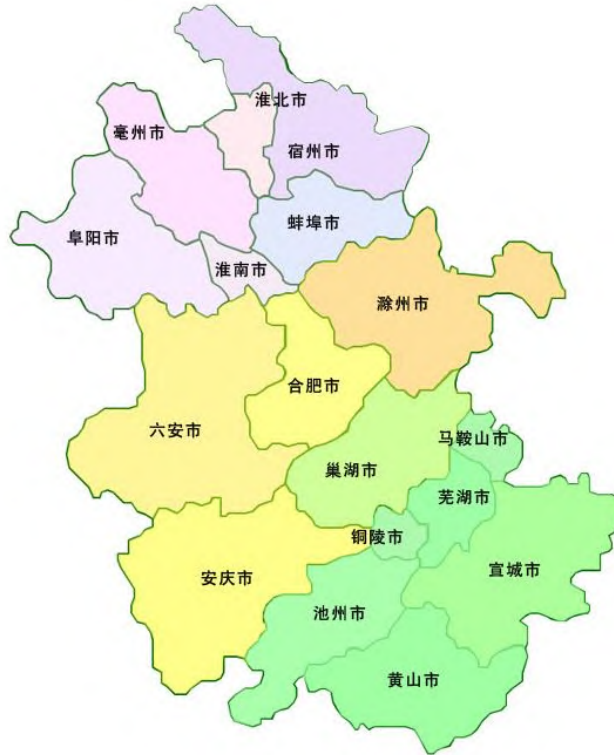 淮北市
毫州市
宿州市
蚌埠市
阜阳市
淮南市
滁州市
合肥市
六安市
马鞍山市
巢湖市
芜湖市
铜陵市
宣城市
安庆市
池州市
黄山市